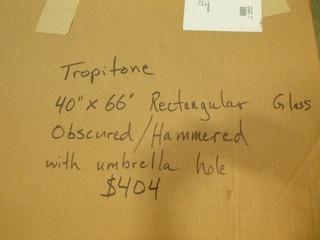 Tropitone
40" x 66" Rectangular Glass
Obscured/Hammered
with umbrella hole
$404